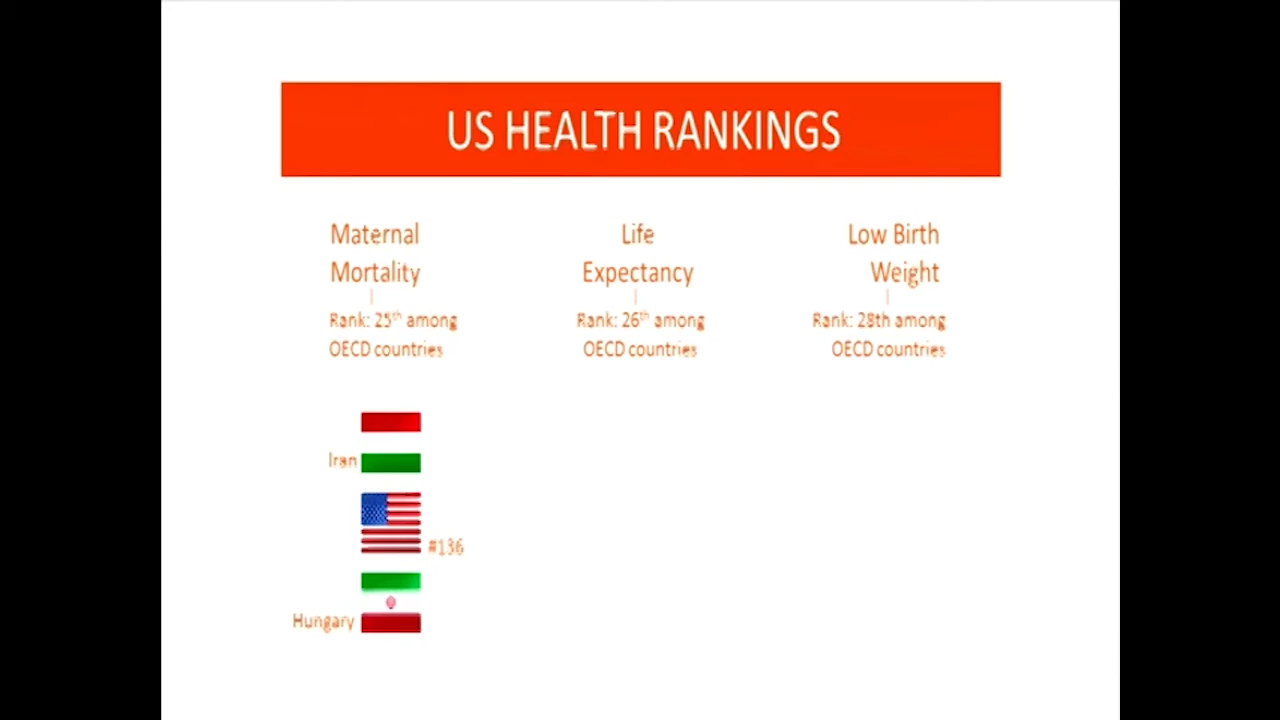 US HEALTH RANKINGS
Maternal
Mortality
Rank: 25th among
OECD countries
Life
Expectancy
Rank: 26th among
OECD countries
Low Birth
Weight
Rank: 28th among
OECD countries
Iran
#136
Hungary